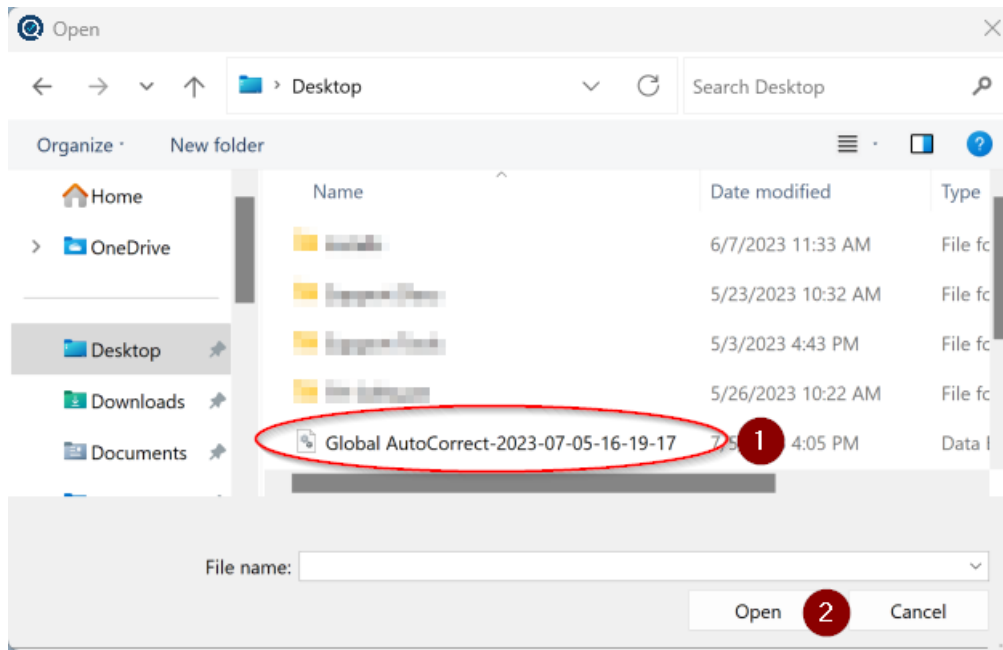 Open
Desktop
Search Desktop
Organize
New folder
Name
Date modified
Type
Home
OneDrive
Desktop
Downloads
Documents
6/7/2023 11:33 AM
File fc
5/23/2023 10:32 AM
File fc
5/3/2023 4:43 PM
File fc
5/26/2023 10:22 AM
File fc
Global AutoCorrect-2023-07-05-16-19-17
1
4:05 PM
Data
File name:
Open
2
Cancel